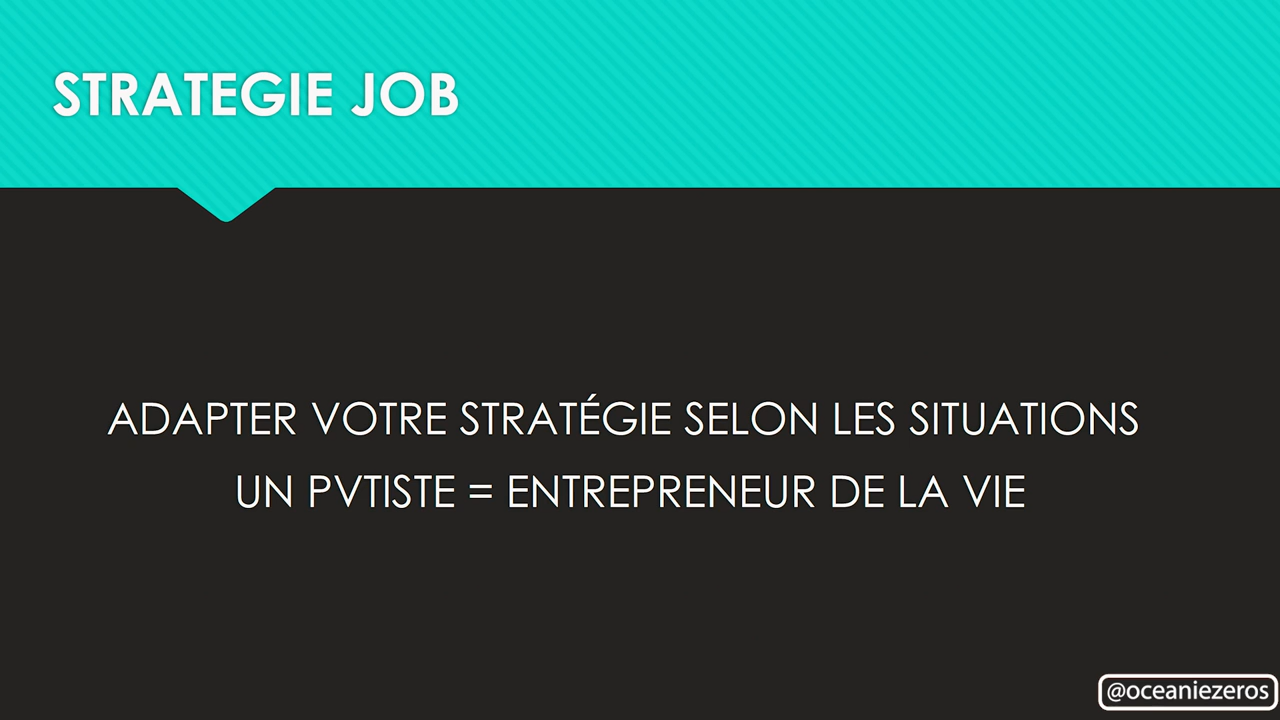 STRATEGIE JOB
ADAPTER VOTRE STRATÉGIE SELON LES SITUATIONS
UN PVTISTE = ENTREPRENEUR DE LA VIE
@oceaniezeros